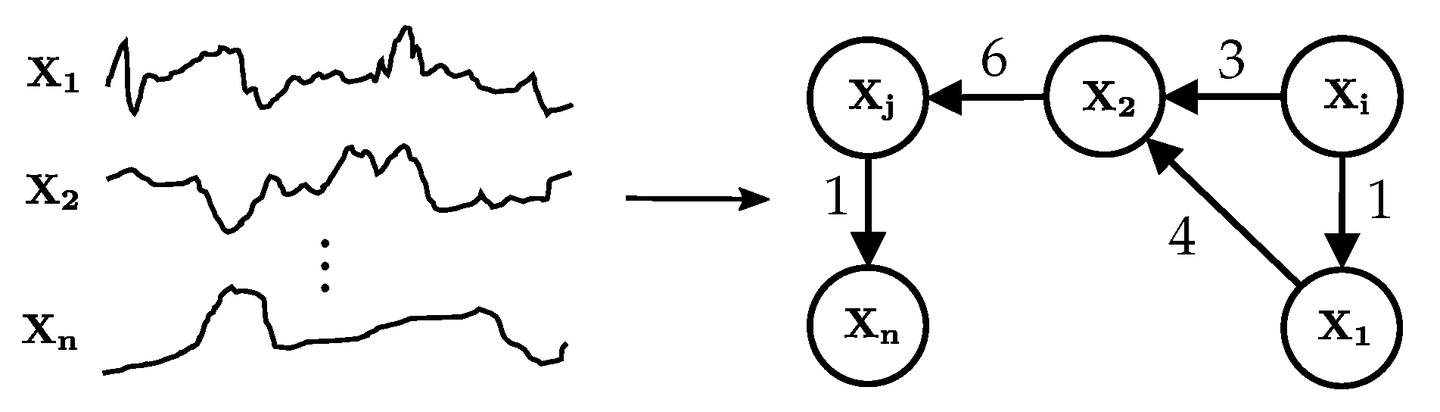 X₁
X₂
Xₙ
Xⱼ 6 X₂ 3 Xᵢ
1 4 1
Xₙ X₁